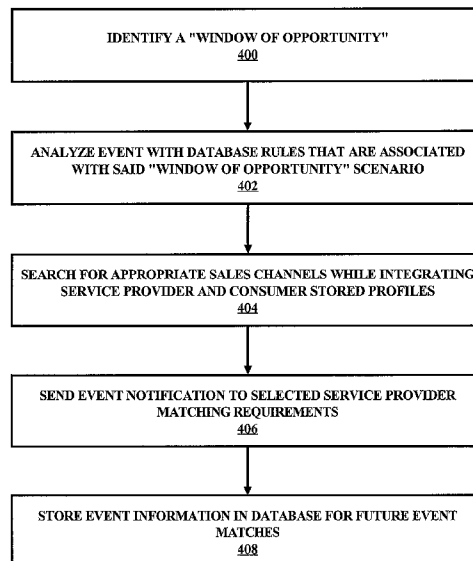 IDENTIFY A "WINDOW OF OPPORTUNITY"
400
ANALYZE EVENT WITH DATABASE RULES THAT ARE ASSOCIATED
WITH SAID "WINDOW OF OPPORTUNITY" SCENARIO
402
SEARCH FOR APPROPRIATE SALES CHANNELS WHILE INTEGRATING
SERVICE PROVIDER AND CONSUMER STORED PROFILES
404
SEND EVENT NOTIFICATION TO SELECTED SERVICE PROVIDER
MATCHING REQUIREMENTS
406
STORE EVENT INFORMATION IN DATABASE FOR FUTURE EVENT
MATCHES
408